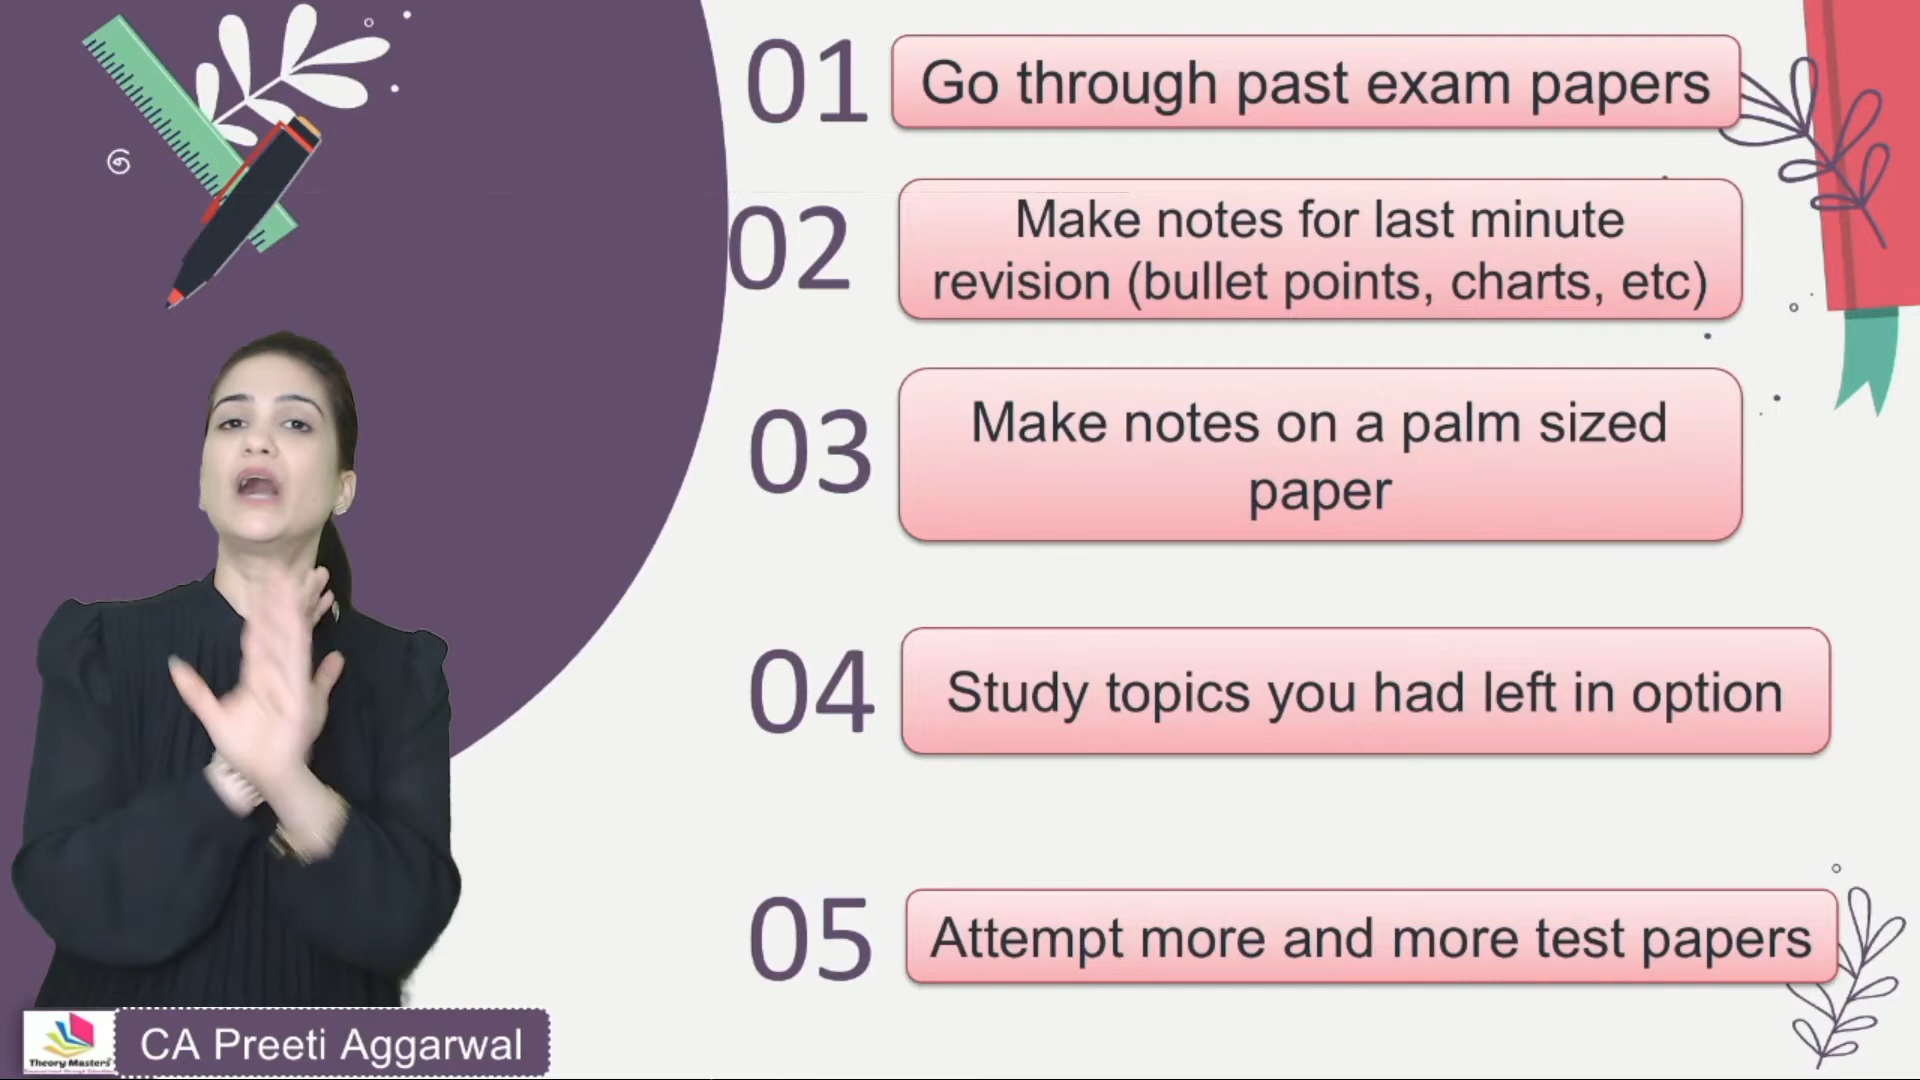 01
Go through past exam papers
02
Make notes for last minute
revision (bullet points, charts, etc)
03
Make notes on a palm sized
paper
04
Study topics you had left in option
05
Attempt more and more test papers
Theory Masters
CA Preeti Aggarwal